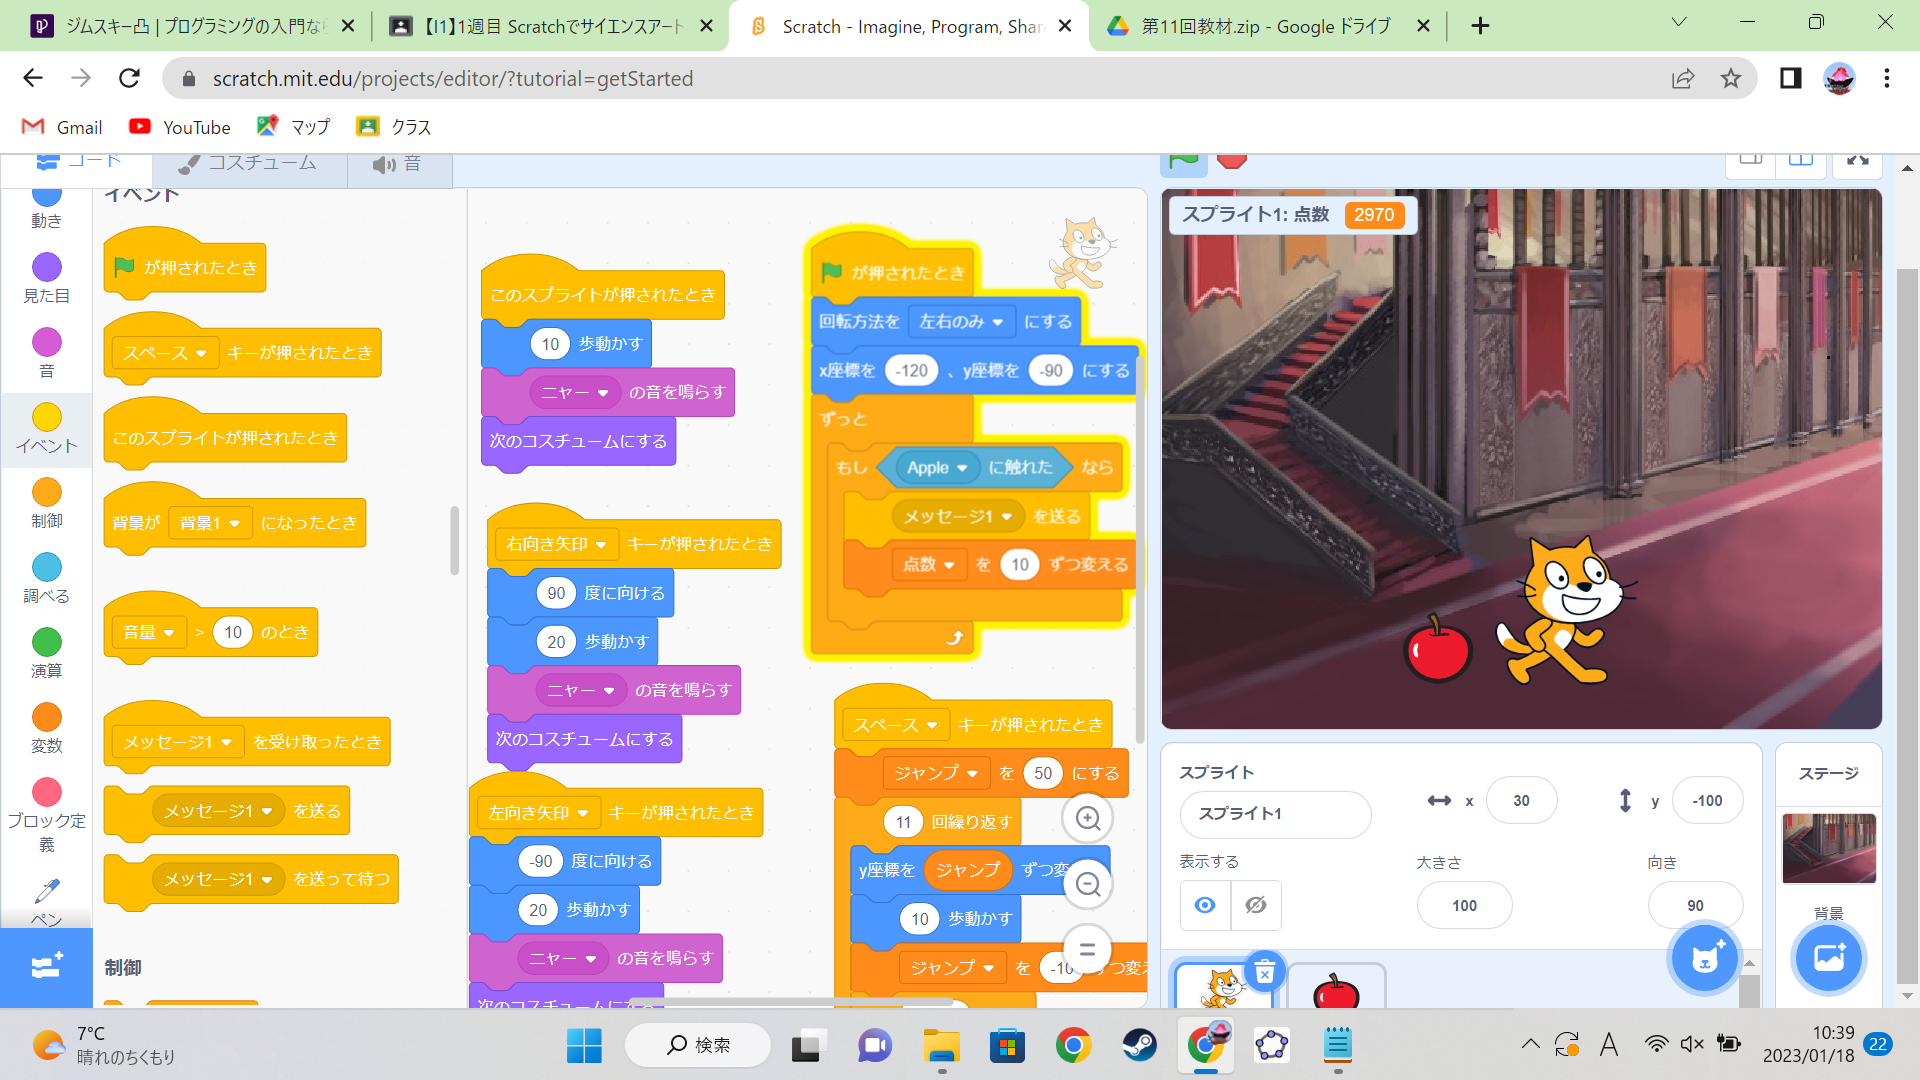 ジムスキー凸 | プログラミングの入門なら
【I1】1週目 Scratchでサイエンスアート
Scratch - Imagine, Program, Shar
第11回教材.zip - Google ドライブ
scratch.mit.edu/projects/editor/?tutorial=getStarted
Gmail
YouTube
マップ
クラス
コード
コスチューム
音
動き
見た目
音
イベント
制御
調べる
演算
変数
ブロック定
義
ペン
イベント
が押されたとき
スペース キーが押されたとき
このスプライトが押されたとき
背景が 背景1 になったとき
音量 > 10 のとき
メッセージ1 を受け取ったとき
メッセージ1 を送る
メッセージ1 を送って待つ
制御
このスプライトが押されたとき
10 歩動かす
ニャー の音を鳴らす
次のコスチュームにする
右向き矢印 キーが押されたとき
90 度に向ける
20 歩動かす
ニャー の音を鳴らす
次のコスチュームにする
左向き矢印 キーが押されたとき
-90 度に向ける
20 歩動かす
ニャー の音を鳴らす
次のコスチュームにする
が押されたとき
回転方法を 左右のみ にする
x座標を -120 、y座標を -90 にする
ずっと
もし Apple に触れた なら
メッセージ1 を送る
点数 を 10 ずつ変える
スペース キーが押されたとき
ジャンプ を 50 にする
11 回繰り返す
y座標を ジャンプ ずつ変
10 歩動かす
ジャンプ を -10 ずつ変え
スプライト1: 点数 2970
スプライト
スプライト1
x 30
y -100
表示する
大きさ
100
向き
90
ステージ
背景
7°C
晴れのちくもり
検索
A
10:39
2023/01/18
22